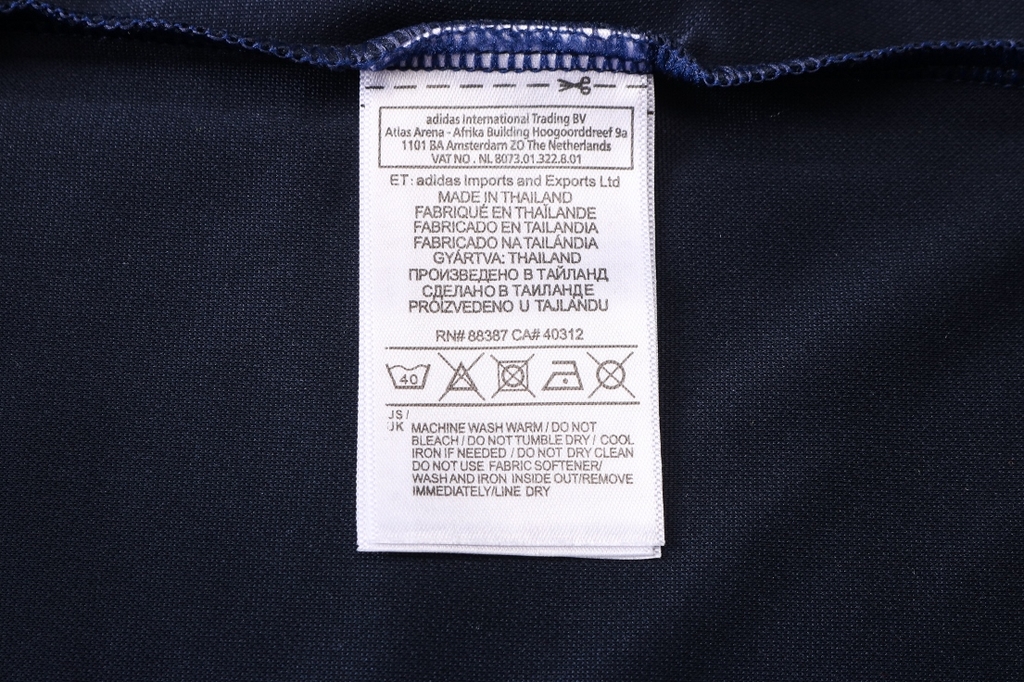 adidas International Trading BV
Atlas Arena - Afrika Building Hoogoorddreef 9a
1101 BA Amsterdam ZO The Netherlands
VAT NO . NL 8073.01.322.8.01
ET: adidas Imports and Exports Ltd
MADE IN THAILAND
FABRIQUÉ EN THAÏLANDE
FABRICADO EN TAILANDIA
FABRICADO NA TAILÂNDIA
GYÁRTVA: THAILAND
ПРОИЗВЕДЕНО В ТАЙЛАНД
СДЕЛАНО В ТАИЛАНДЕ
PROIZVEDENO U TAJLANDU
RN# 88387 CA# 40312
40
US /
UK MACHINE WASH WARM / DO NOT
BLEACH / DO NOT TUMBLE DRY / COOL
IRON IF NEEDED / DO NOT DRY CLEAN
DO NOT USE FABRIC SOFTENER/
WASH AND IRON INSIDE OUT/REMOVE
IMMEDIATELY/LINE DRY